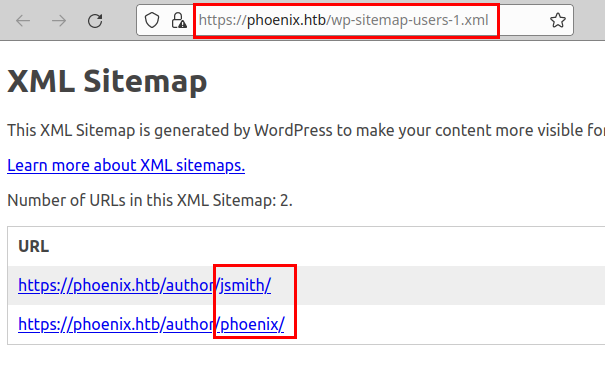 https://phoenix.htb/wp-sitemap-users-1.xml
XML Sitemap
This XML Sitemap is generated by WordPress to make your content more visible for
Learn more about XML sitemaps.
Number of URLs in this XML Sitemap: 2.
URL
https://phoenix.htb/author/jsmith/
https://phoenix.htb/author/phoenix/